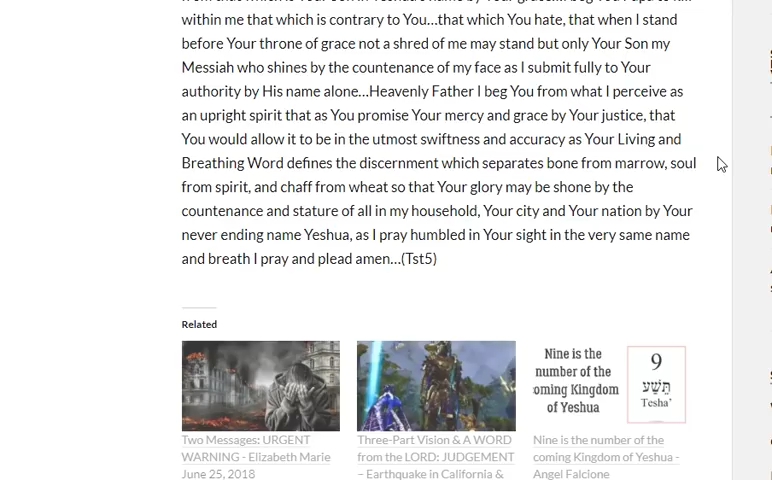 within me that which is contrary to You…that which You hate, that when I stand
before Your throne of grace not a shred of me may stand but only Your Son my
Messiah who shines by the countenance of my face as I submit fully to Your
authority by His name alone…Heavenly Father I beg You from what I perceive as
an upright spirit that as You promise Your mercy and grace by Your justice, that
You would allow it to be in the utmost swiftness and accuracy as Your Living and
Breathing Word defines the discernment which separates bone from marrow, soul
from spirit, and chaff from wheat so that Your glory may be shone by the
countenance and stature of all in my household, Your city and Your nation by Your
never ending name Yeshua, as I pray humbled in Your sight in the very same name
and breath I pray and plead amen…(Tst5)
Related
Nine is the
number of the
oming Kingdom
of Yeshua
9
תֵּשַׁע
Tesha'
Two Messages: URGENT
WARNING - Elizabeth Marie
June 25, 2018
Three-Part Vision & A WORD
from the LORD: JUDGEMENT
– Earthquake in California &
Nine is the number of the
coming Kingdom of Yeshua -
Angel Falcione